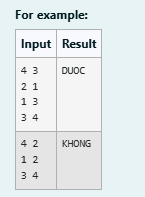 For example:
Input Result
4 3 DUOC
2 1
1 3
3 4
4 2 KHONG
1 2
3 4